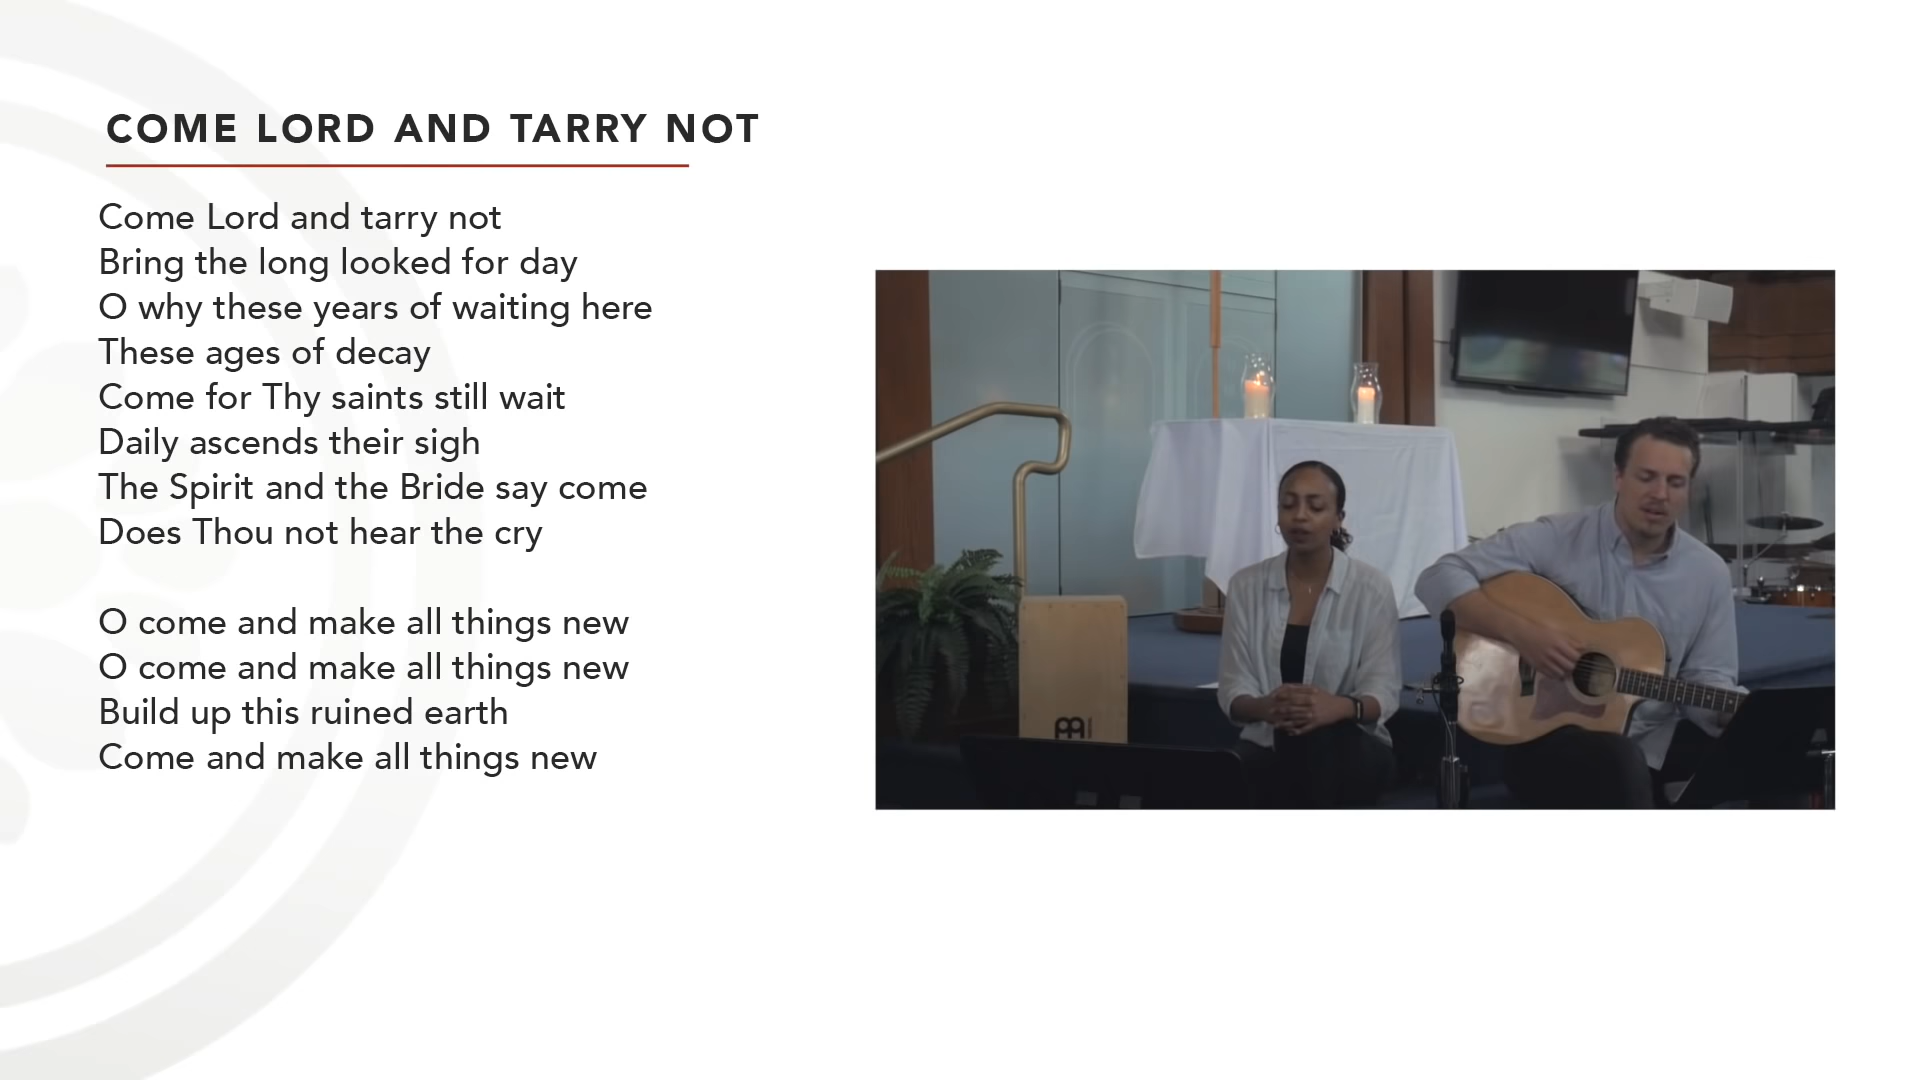 COME LORD AND TARRY NOT
Come Lord and tarry not
Bring the long looked for day
O why these years of waiting here
These ages of decay
Come for Thy saints still wait
Daily ascends their sigh
The Spirit and the Bride say come
Does Thou not hear the cry
O come and make all things new
O come and make all things new
Build up this ruined earth
Come and make all things new